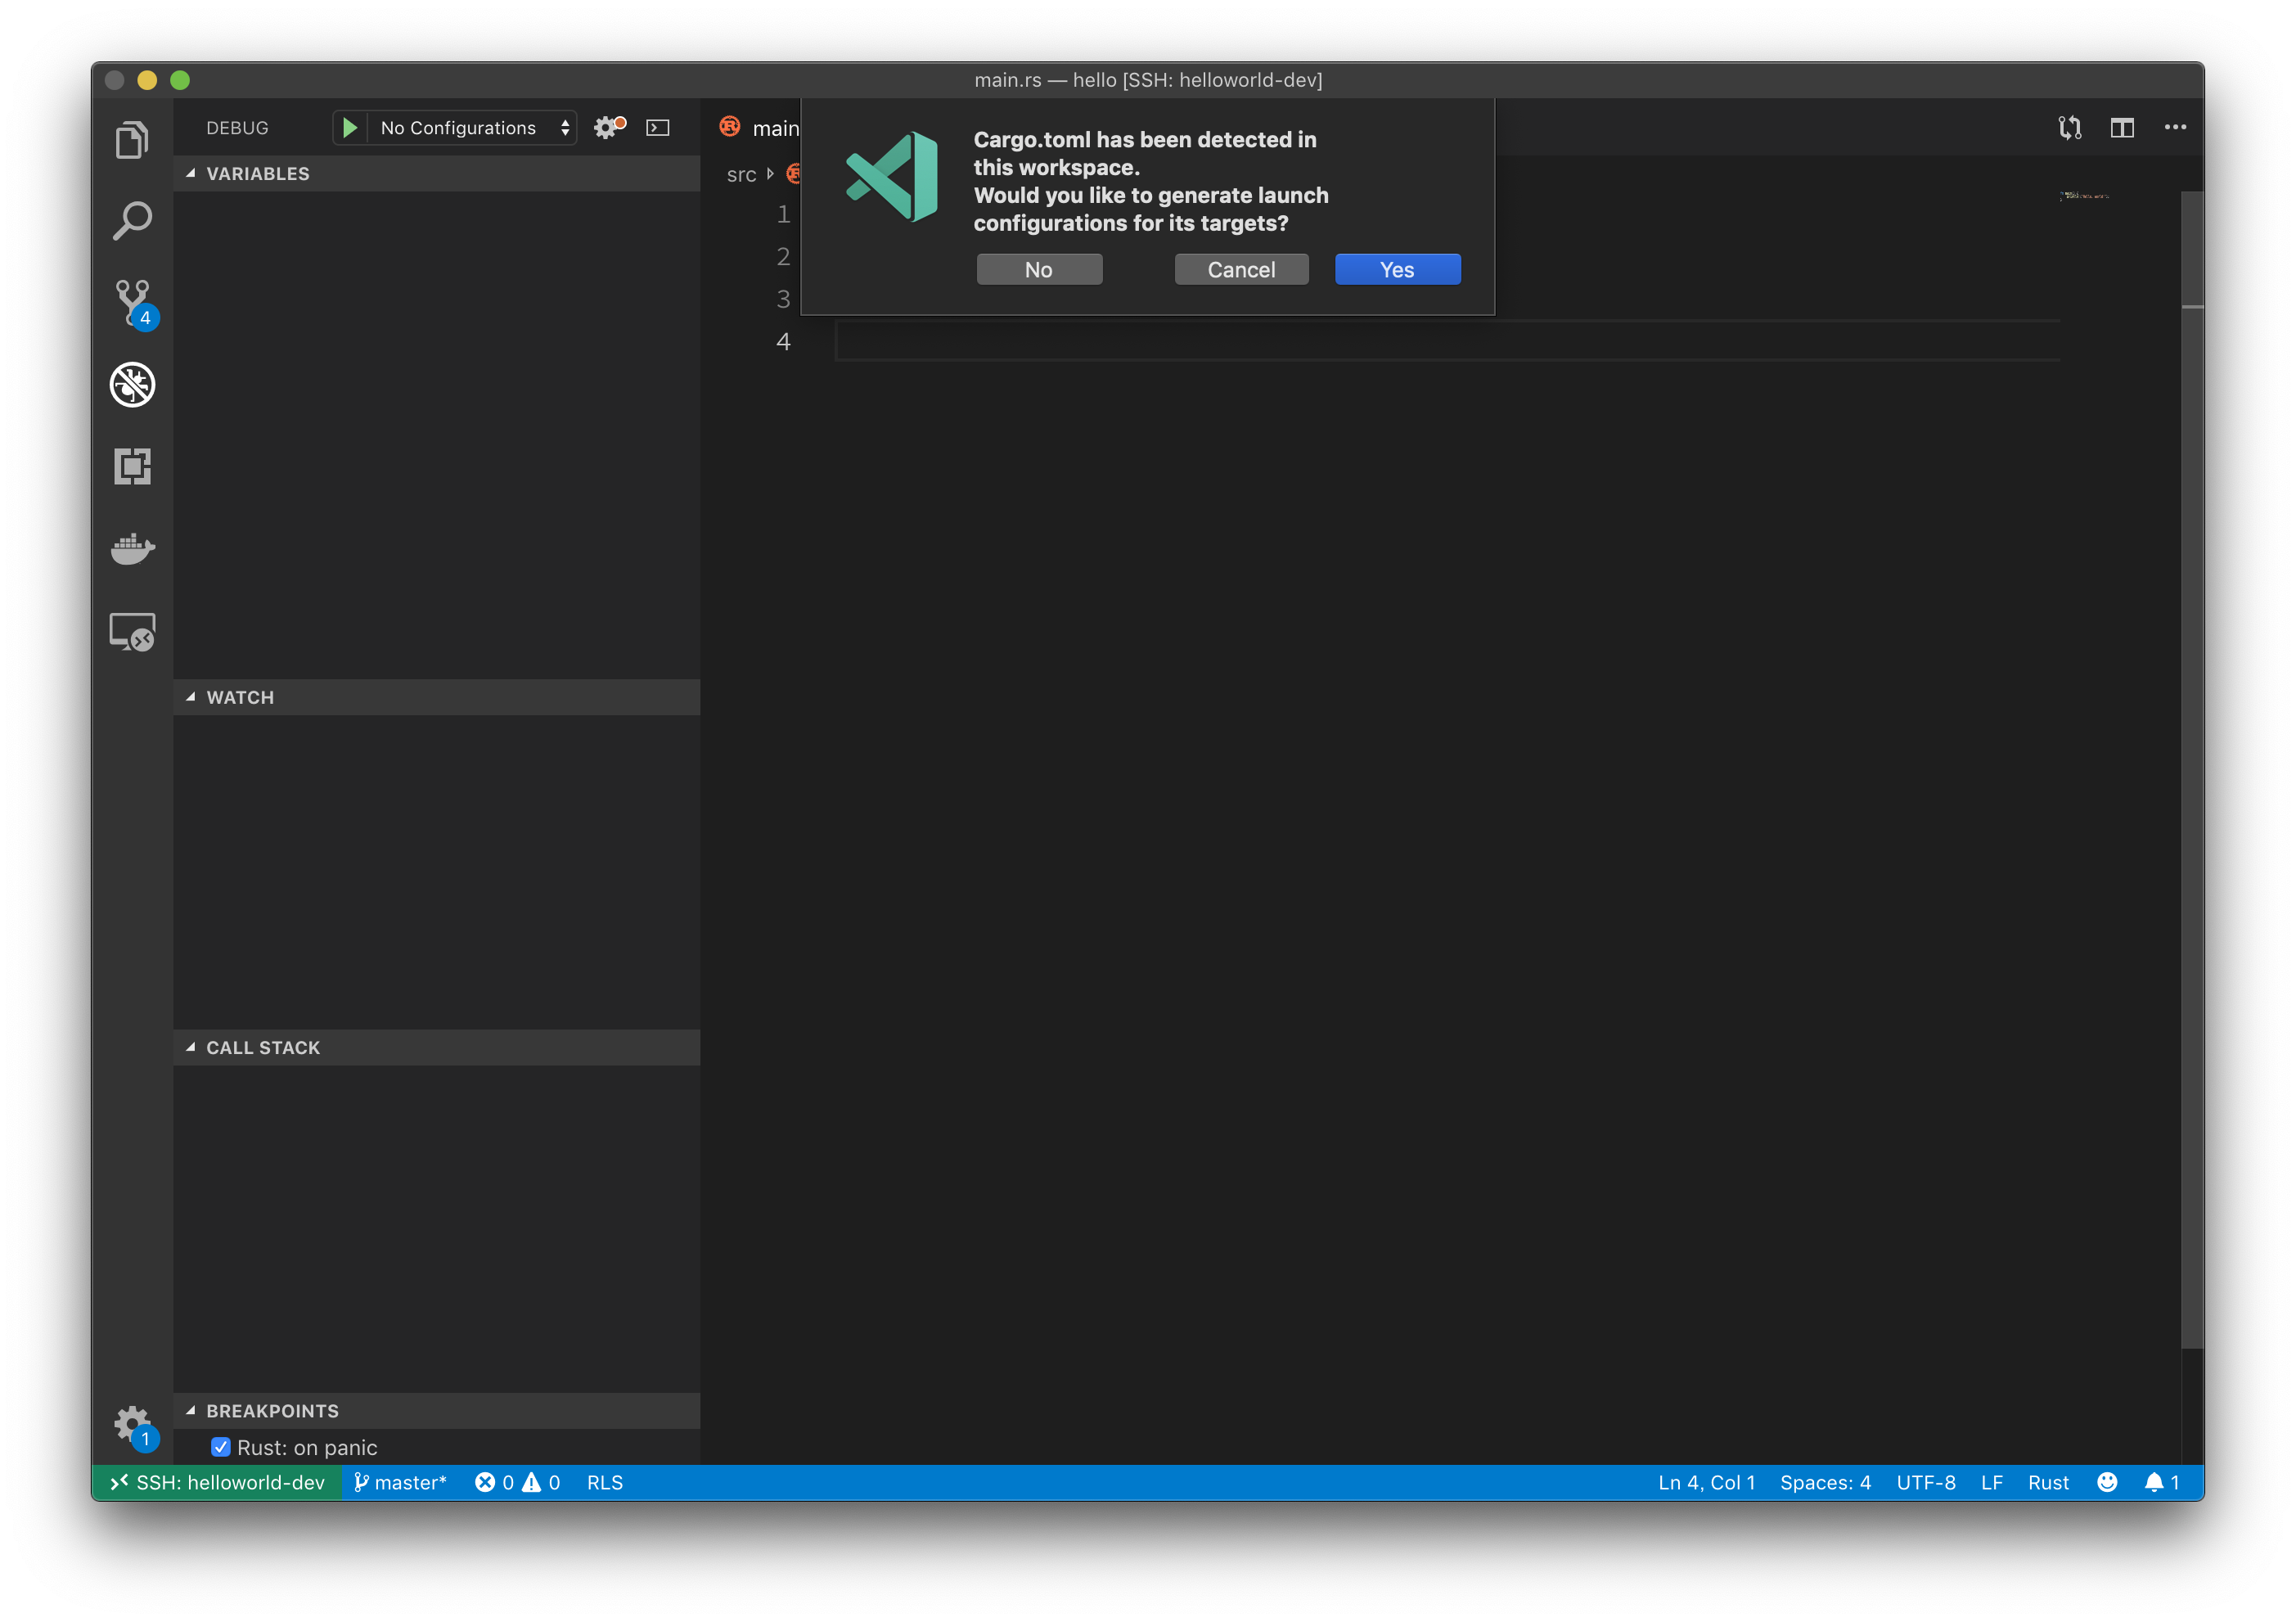 main.rs — hello [SSH: helloworld-dev]
DEBUG
No Configurations
main
Cargo.toml has been detected in
this workspace.
Would you like to generate launch
configurations for its targets?
No
Cancel
Yes
src
1
2
3
4
VARIABLES
4
WATCH
CALL STACK
BREAKPOINTS
Rust: on panic
1
SSH: helloworld-dev
master*
0
0
RLS
Ln 4, Col 1
Spaces: 4
UTF-8
LF
Rust
1